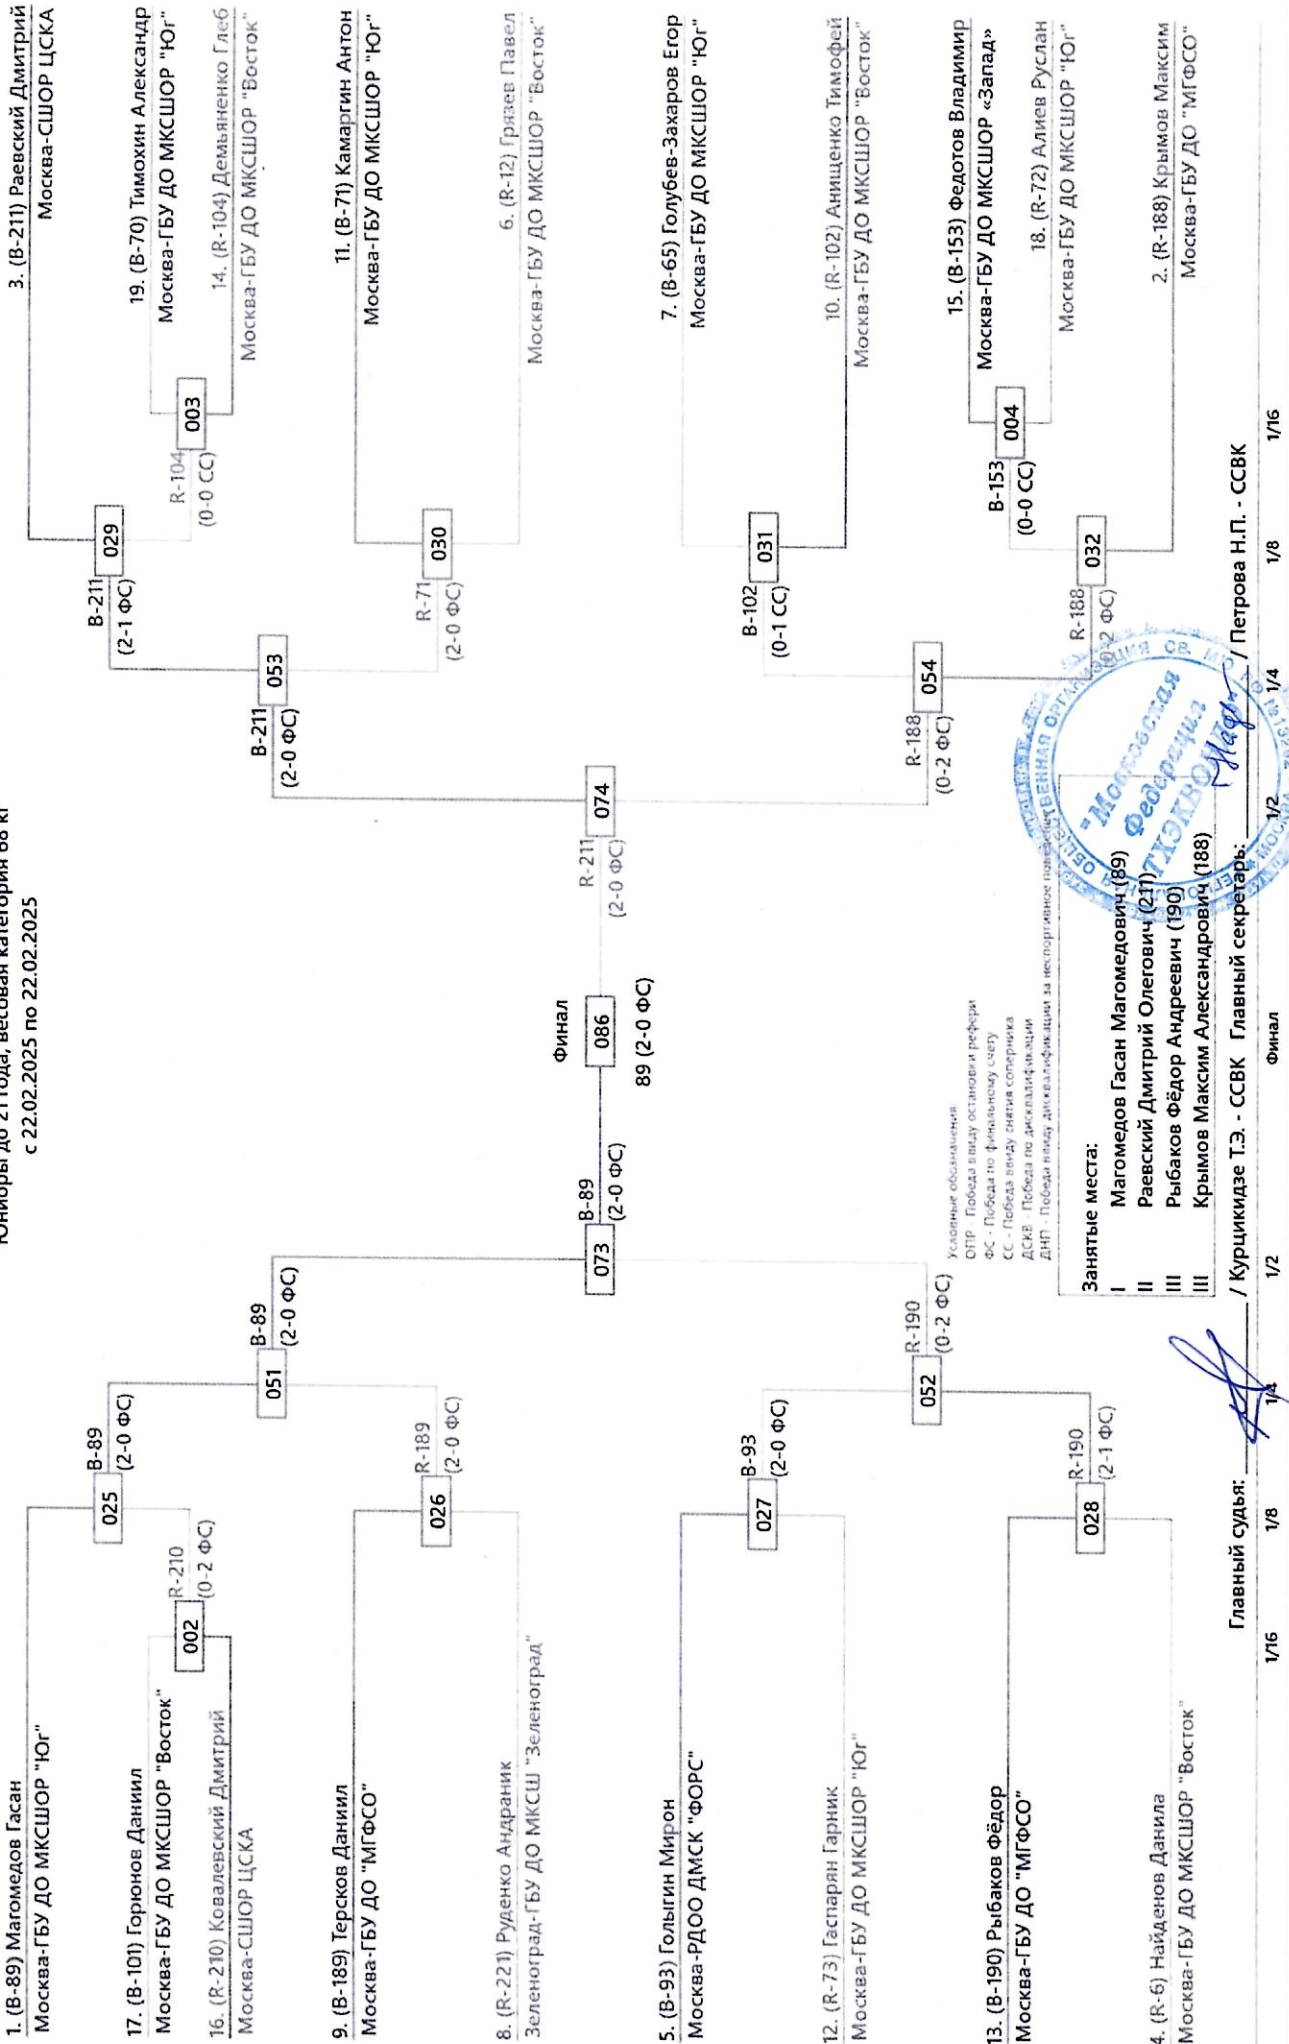 Юниоры до 21 года, весовая категория 68 кг
с 22.02.2025 по 22.02.2025
1. (B-89) Магомедов Гасан
Москва-ГБУ ДО МКСШОР "Юг"
17. (B-101) Горюнов Даниил
Москва-ГБУ ДО МКСШОР "Восток"
16. (R-210) Ковалевский Дмитрий
Москва-СШОР ЦСКА
9. (B-189) Терсков Даниил
Москва-ГБУ ДО "МГФСО"
8. (R-221) Руденко Андраник
Зеленоград-ГБУ ДО МКСШ "Зеленоград"
5. (B-93) Голыгин Мирон
Москва-РДОО ДМСК "ФОРС"
12. (R-73) Гаспарян Гарник
Москва-ГБУ ДО МКСШОР "Юг"
13. (B-190) Рыбаков Фёдор
Москва-ГБУ ДО "МГФСО"
4. (R-6) Найденов Данила
Москва-ГБУ ДО МКСШОР "Восток"
002
R-210
(0-2 ФС)
025
B-89
(2-0 ФС)
026
R-189
(2-0 ФС)
027
B-93
(2-0 ФС)
028
R-190
(2-1 ФС)
051
B-89
(2-0 ФС)
052
R-190
(0-2 ФС)
073
B-89
(2-0 ФС)
Финал
086
89 (2-0 ФС)
074
R-211
(2-0 ФС)
053
B-211
(2-0 ФС)
054
R-188
(0-2 ФС)
029
B-211
(2-1 ФС)
030
R-71
(2-0 ФС)
031
B-102
(0-1 СС)
032
R-188
(0-2 ФС)
003
R-104
(0-0 СС)
004
B-153
(0-0 СС)
3. (B-211) Раевский Дмитрий
Москва-СШОР ЦСКА
19. (B-70) Тимохин Александр
Москва-ГБУ ДО МКСШОР "Юг"
14. (R-104) Демьяненко Глеб
Москва-ГБУ ДО МКСШОР "Восток"
11. (B-71) Камаргин Антон
Москва-ГБУ ДО МКСШОР "Юг"
6. (R-12) Грязев Павел
Москва-ГБУ ДО МКСШОР "Восток"
7. (B-65) Голубев-Захаров Егор
Москва-ГБУ ДО МКСШОР "Юг"
10. (R-102) Анищенко Тимофей
Москва-ГБУ ДО МКСШОР "Восток"
15. (B-153) Федотов Владимир
Москва-ГБУ ДО МКСШОР «Запад»
18. (R-72) Алиев Руслан
Москва-ГБУ ДО МКСШОР "Юг"
2. (R-188) Крымов Максим
Москва-ГБУ ДО "МГФСО"
Условные обозначения:
ОПР - Победа ввиду остановки рефери
ФС - Победа по финальному счету
СС - Победа ввиду снятия соперника
ДСКВ - Победа по дисквалификации
ДНП - Победа ввиду дисквалификации за неспортивное поведение
Занятые места:
I Магомедов Гасан Магомедович (89)
II Раевский Дмитрий Олегович (211)
III Рыбаков Фёдор Андреевич (190)
III Крымов Максим Александрович (188)
"Московская
Федерация
ТХЭКВОНДО"
Главный судья: / Курцикидзе Т.Э. - ССВК Главный секретарь: / Петрова Н.П. - ССВК
1/16 1/8 1/4 1/2 Финал 1/2 1/4 1/8 1/16